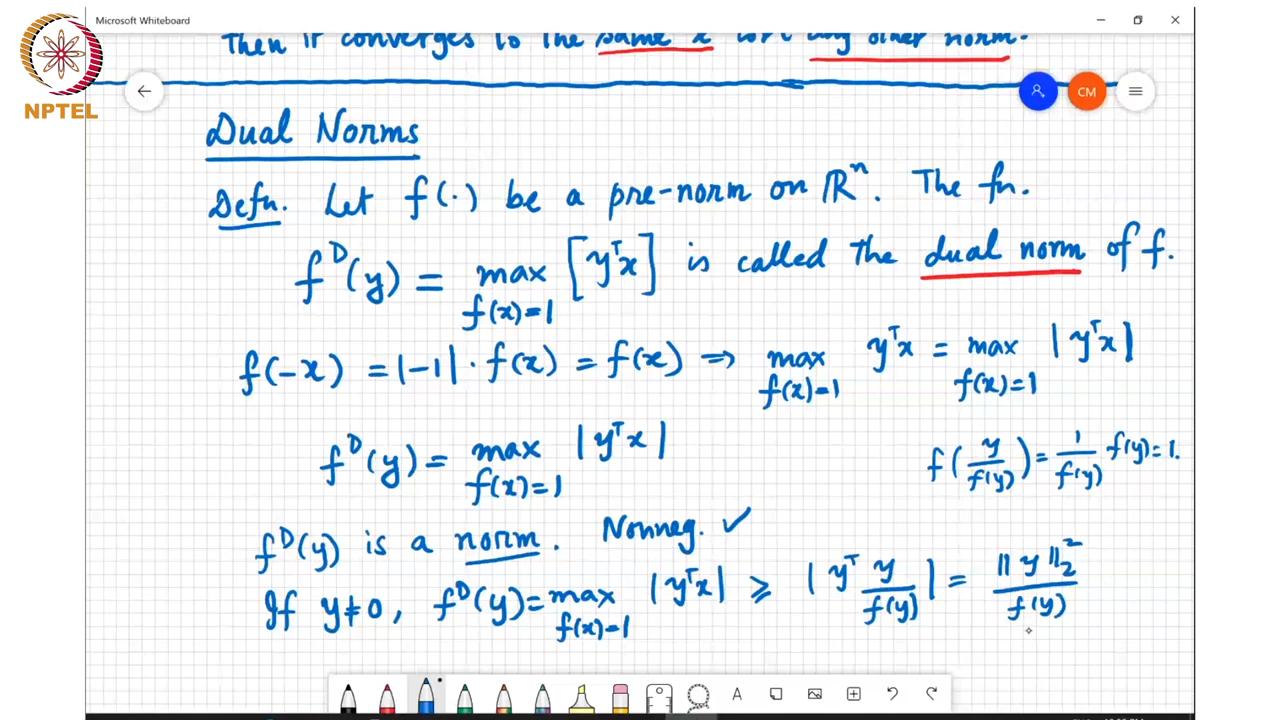 Microsoft Whiteboard
NPTEL
Then it converges to the same x w.r.t any other norm.
CM
Dual Norms
Defn. Let f(·) be a pre-norm on ℝⁿ. The fn.
f^D(y) = max_{f(x)=1} [yᵀx] is called the dual norm of f.
f(−x) = |−1| · f(x) = f(x) ⇒ max_{f(x)=1} yᵀx = max_{f(x)=1} |yᵀx|
f^D(y) = max_{f(x)=1} |yᵀx|
f(y/f(y)) = 1/f(y) f(y) = 1.
f^D(y) is a norm. Nonneg. ✓
If y≠0, f^D(y) = max_{f(x)=1} |yᵀx| ⩾ |yᵀ y/f(y)| = ‖y‖₂²/f(y)
A